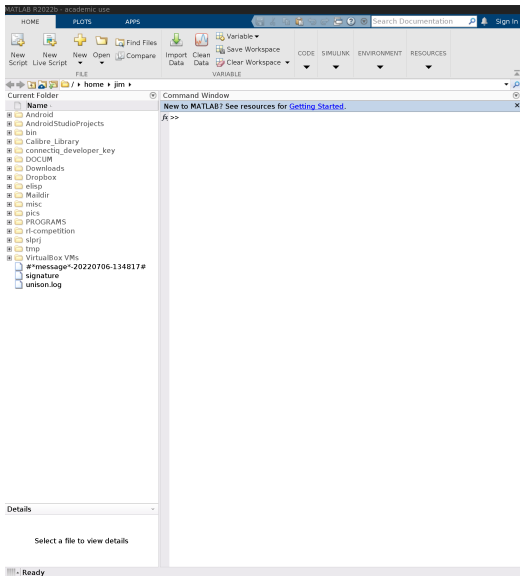 MATLAB R2022b - academic use
HOME PLOTS APPS Search Documentation Sign In
New Script New Live Script New Open Find Files Compare Import Data Clean Data Variable Save Workspace Clear Workspace CODE SIMULINK ENVIRONMENT RESOURCES
FILE VARIABLE
/ home jim
Current Folder
Name
Android
AndroidStudioProjects
bin
Calibre_Library
connectiq_developer_key
DOCUM
Downloads
Dropbox
elisp
Maildir
misc
pics
PROGRAMS
rl-competition
slprj
tmp
VirtualBox VMs
#*message*-20220706-134817#
signature
unison.log
Details
Select a file to view details
Command Window
New to MATLAB? See resources for Getting Started.
fx >>
Ready